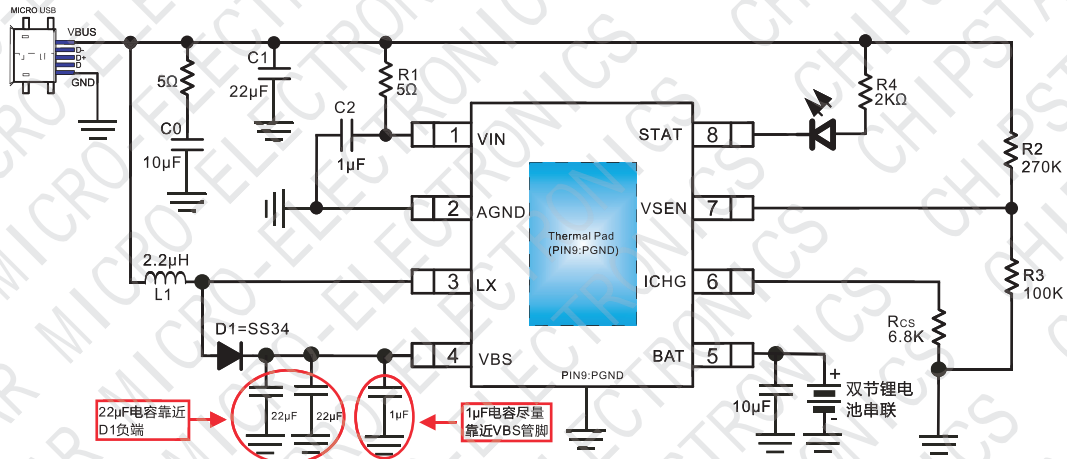 MICRO USB
VBUS
D-
D+
D
GND
5Ω
C0
10µF
C1
22µF
R1
5Ω
C2
1µF
R4
2KΩ
R2
270K
R3
100K
1
VIN
2
AGND
3
LX
4
VBS
8
STAT
7
VSEN
6
ICHG
5
BAT
Thermal Pad
(PIN9:PGND)
PIN9:PGND
2.2µH
L1
D1=SS34
22µF
22µF
1µF
22µF电容靠近
D1负端
1µF电容尽量
靠近VBS管脚
RCS
6.8K
10µF
+
-
双节锂电
池串联
CHIPSTAR MICRO-ELECTRONICS